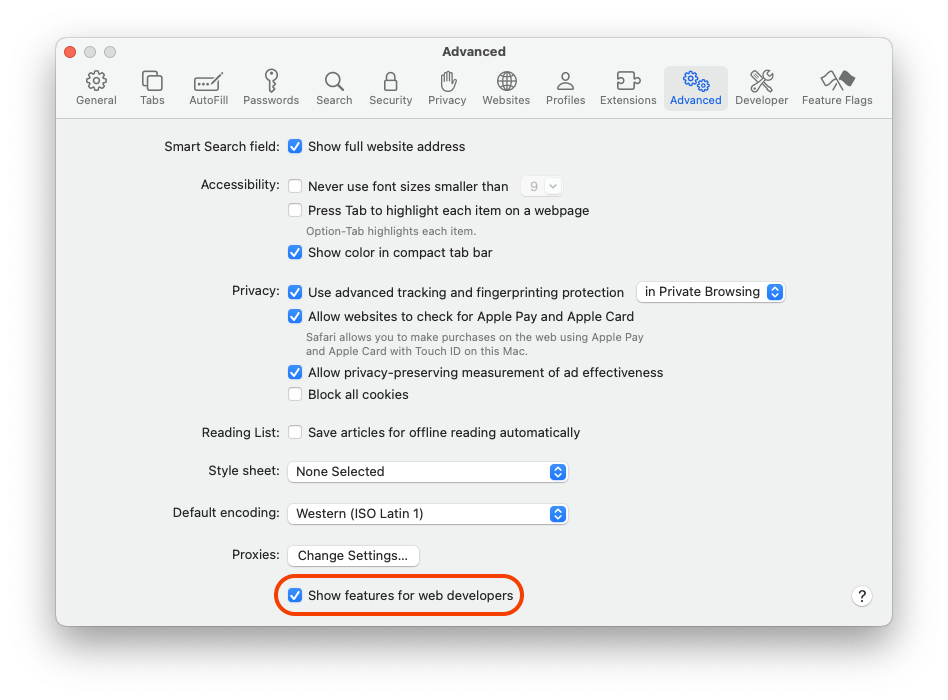 Advanced
General Tabs AutoFill Passwords Search Security Privacy Websites Profiles Extensions Advanced Developer Feature Flags
Smart Search field: Show full website address
Accessibility: Never use font sizes smaller than 9
Press Tab to highlight each item on a webpage
Option-Tab highlights each item.
Show color in compact tab bar
Privacy: Use advanced tracking and fingerprinting protection in Private Browsing
Allow websites to check for Apple Pay and Apple Card
Safari allows you to make purchases on the web using Apple Pay
and Apple Card with Touch ID on this Mac.
Allow privacy-preserving measurement of ad effectiveness
Block all cookies
Reading List: Save articles for offline reading automatically
Style sheet: None Selected
Default encoding: Western (ISO Latin 1)
Proxies: Change Settings...
Show features for web developers ?